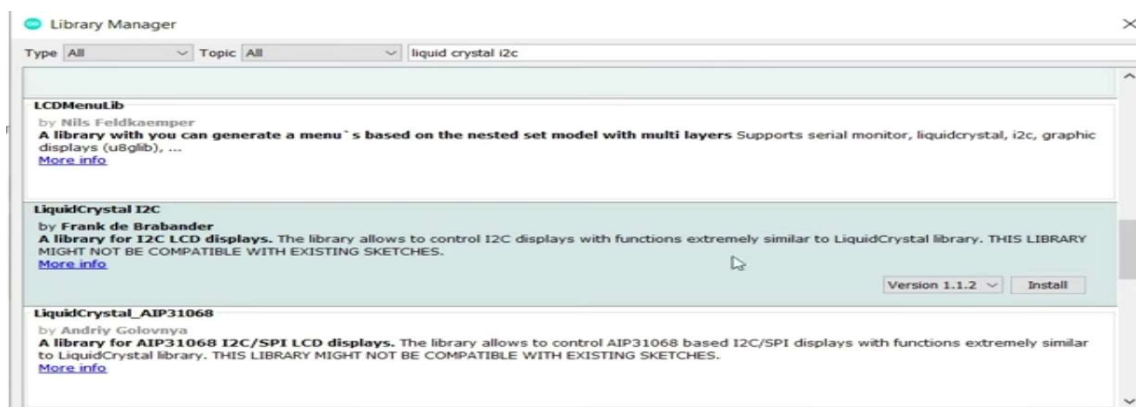 Library Manager
Type All Topic All liquid crystal i2c
LCDMenuLib
by Nils Feldkaemper
A library with you can generate a menu`s based on the nested set model with multi layers Supports serial monitor, liquidcrystal, i2c, graphic
displays (u8glib), ...
More info
LiquidCrystal I2C
by Frank de Brabander
A library for I2C LCD displays. The library allows to control I2C displays with functions extremely similar to LiquidCrystal library. THIS LIBRARY
MIGHT NOT BE COMPATIBLE WITH EXISTING SKETCHES.
More info
Version 1.1.2 Install
LiquidCrystal_AIP31068
by Andriy Golovnya
A library for AIP31068 I2C/SPI LCD displays. The library allows to control AIP31068 based I2C/SPI displays with functions extremely similar
to LiquidCrystal library. THIS LIBRARY MIGHT NOT BE COMPATIBLE WITH EXISTING SKETCHES.
More info